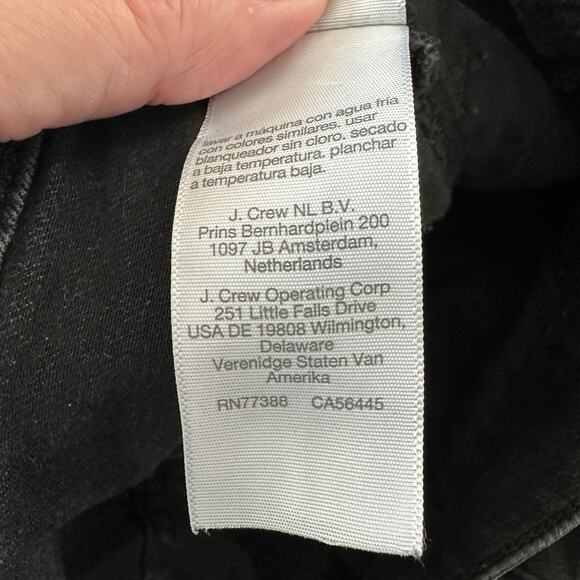 lavar a máquina con agua fría
con colores similares. usar
blanqueador sin cloro. secado
a baja temperatura. planchar
a temperatura baja.
J. Crew NL B.V.
Prins Bernhardplein 200
1097 JB Amsterdam,
Netherlands
J. Crew Operating Corp
251 Little Falls Drive
USA DE 19808 Wilmington,
Delaware
Verenidge Staten Van
Amerika
RN77388 CA56445